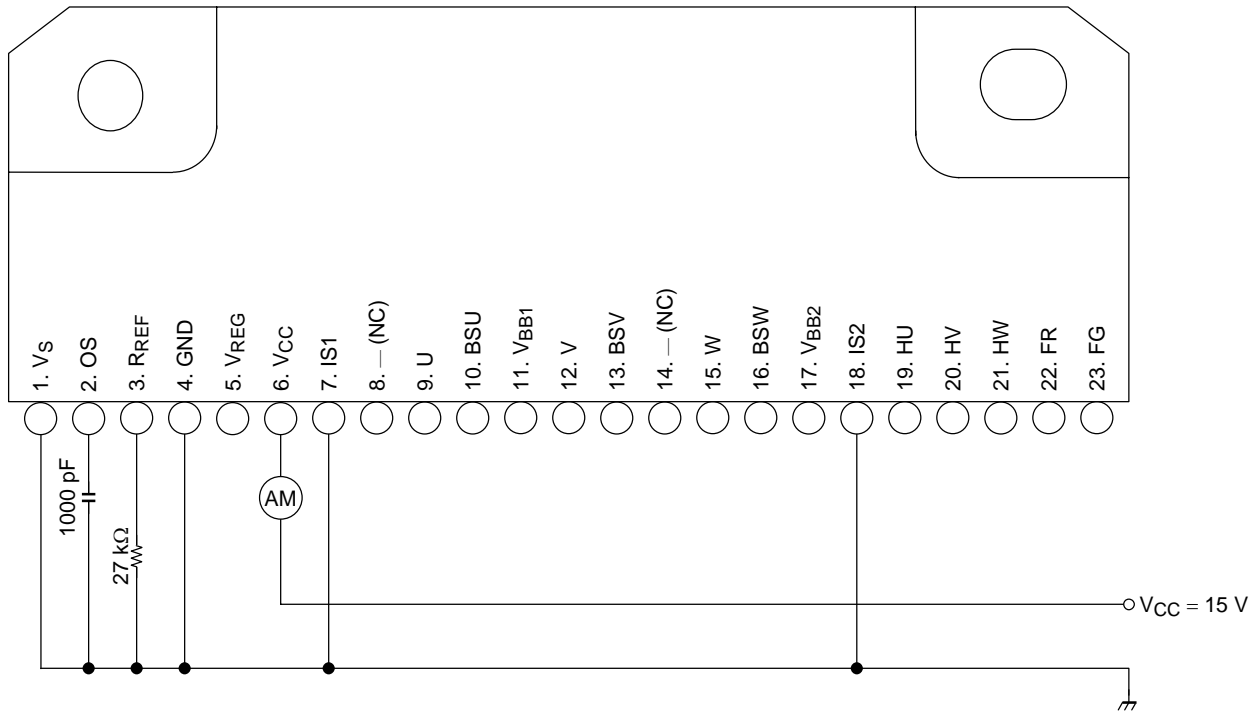 1. VS
2. OS
3. RREF
4. GND
5. VREG
6. VCC
7. IS1
8. — (NC)
9. U
10. BSU
11. VBB1
12. V
13. BSV
14. — (NC)
15. W
16. BSW
17. VBB2
18. IS2
19. HU
20. HV
21. HW
22. FR
23. FG
1000 pF
27 kΩ
AM
VCC = 15 V